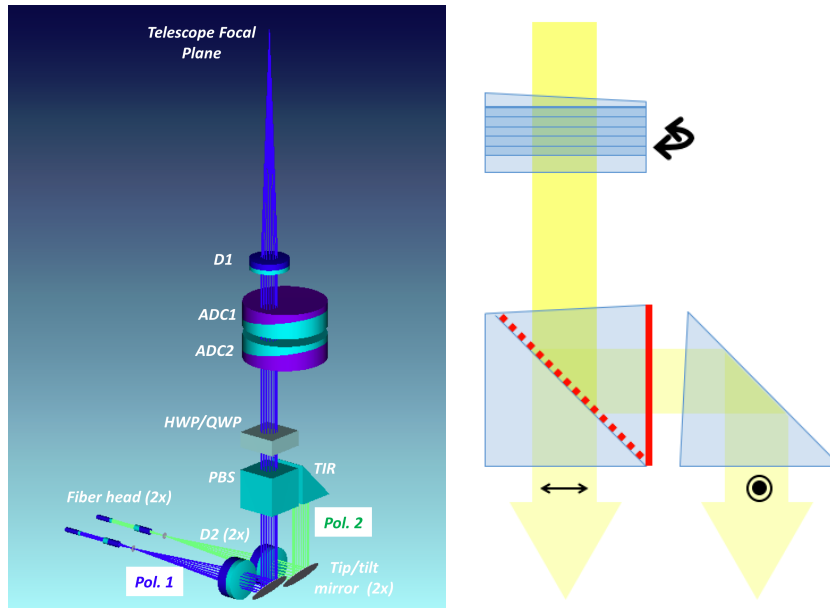 Telescope Focal
Plane
D1
ADC1
ADC2
HWP/QWP
PBS
TIR
Fiber head (2x)
Pol. 2
D2 (2x)
Pol. 1
Tip/tilt
mirror (2x)